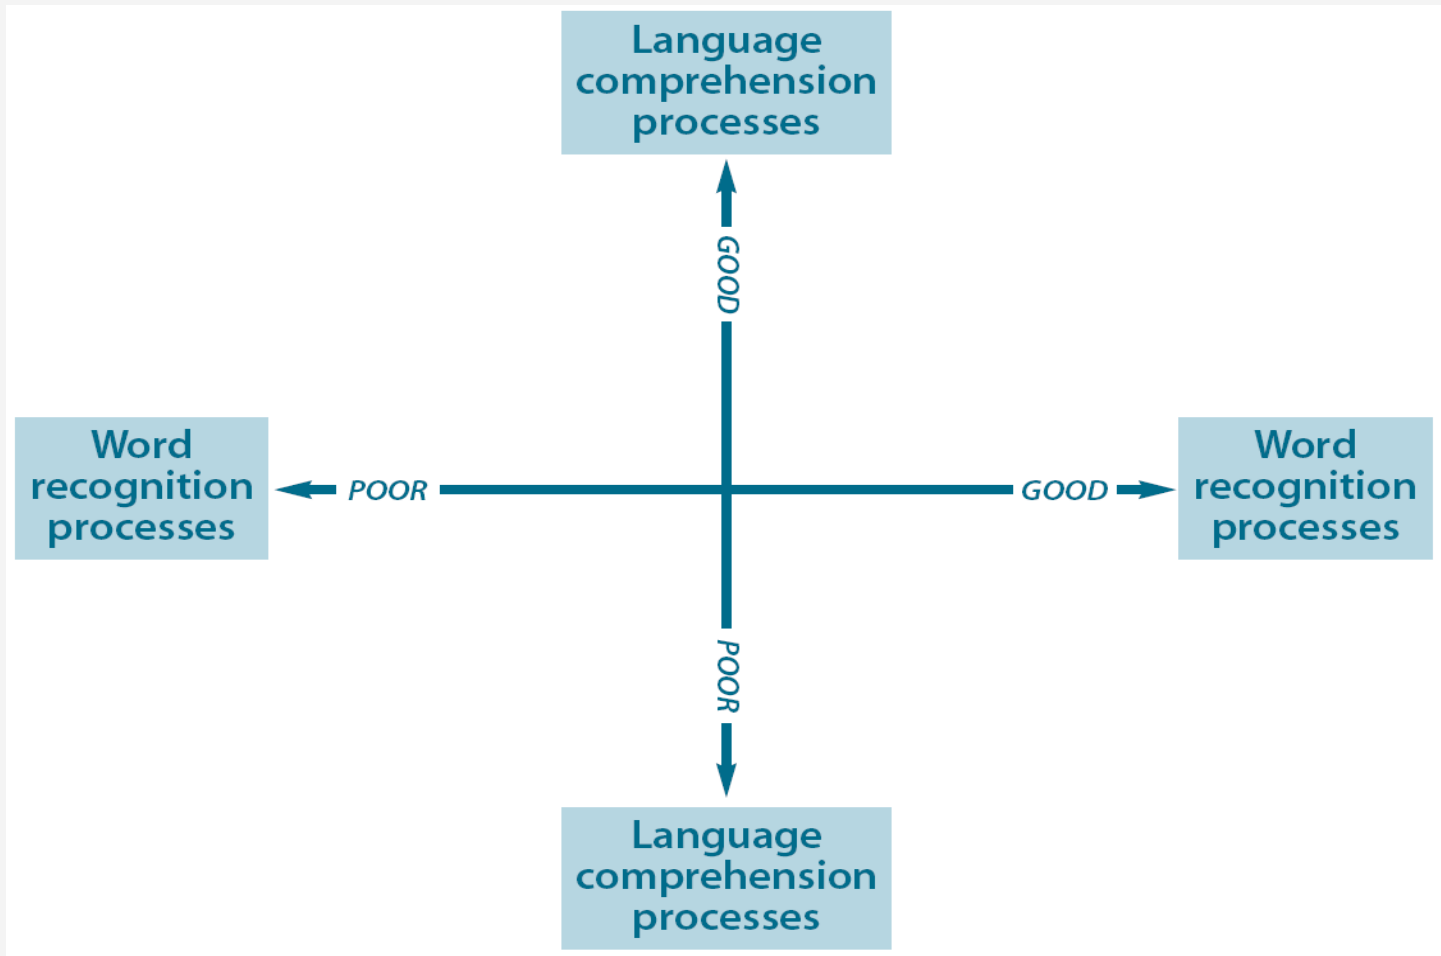 Language
comprehension
processes
GOOD
Word
recognition
processes
POOR
GOOD
Word
recognition
processes
POOR
Language
comprehension
processes